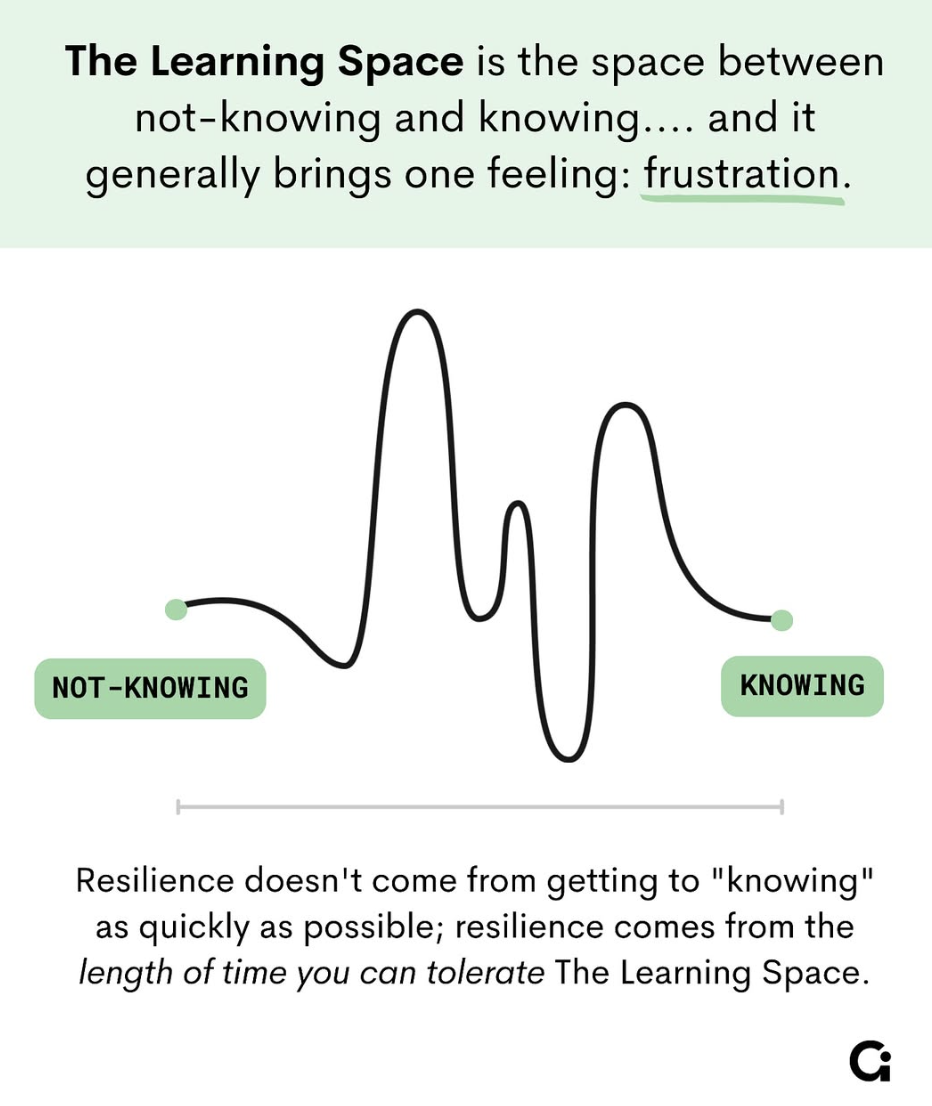 The Learning Space is the space between
not-knowing and knowing.... and it
generally brings one feeling: frustration.
NOT-KNOWING
KNOWING
Resilience doesn't come from getting to "knowing"
as quickly as possible; resilience comes from the
length of time you can tolerate The Learning Space.